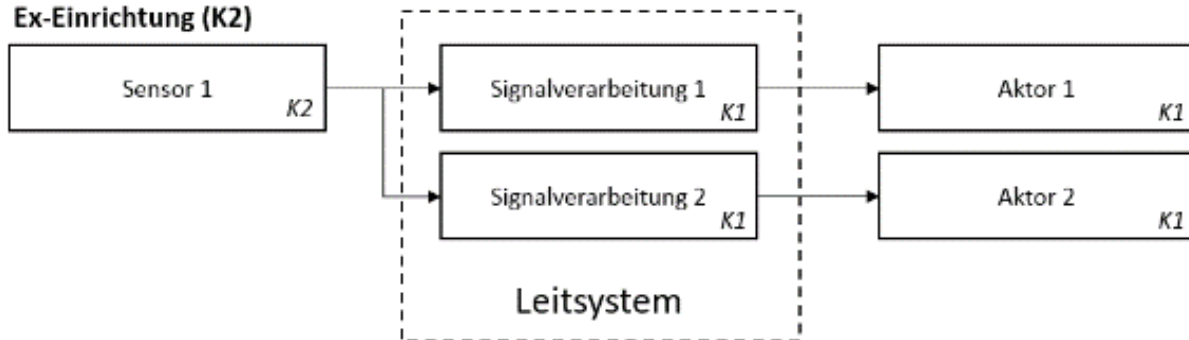 Ex-Einrichtung (K2)
Sensor 1
K2
Signalverarbeitung 1
K1
Aktor 1
K1
Signalverarbeitung 2
K1
Aktor 2
K1
Leitsystem